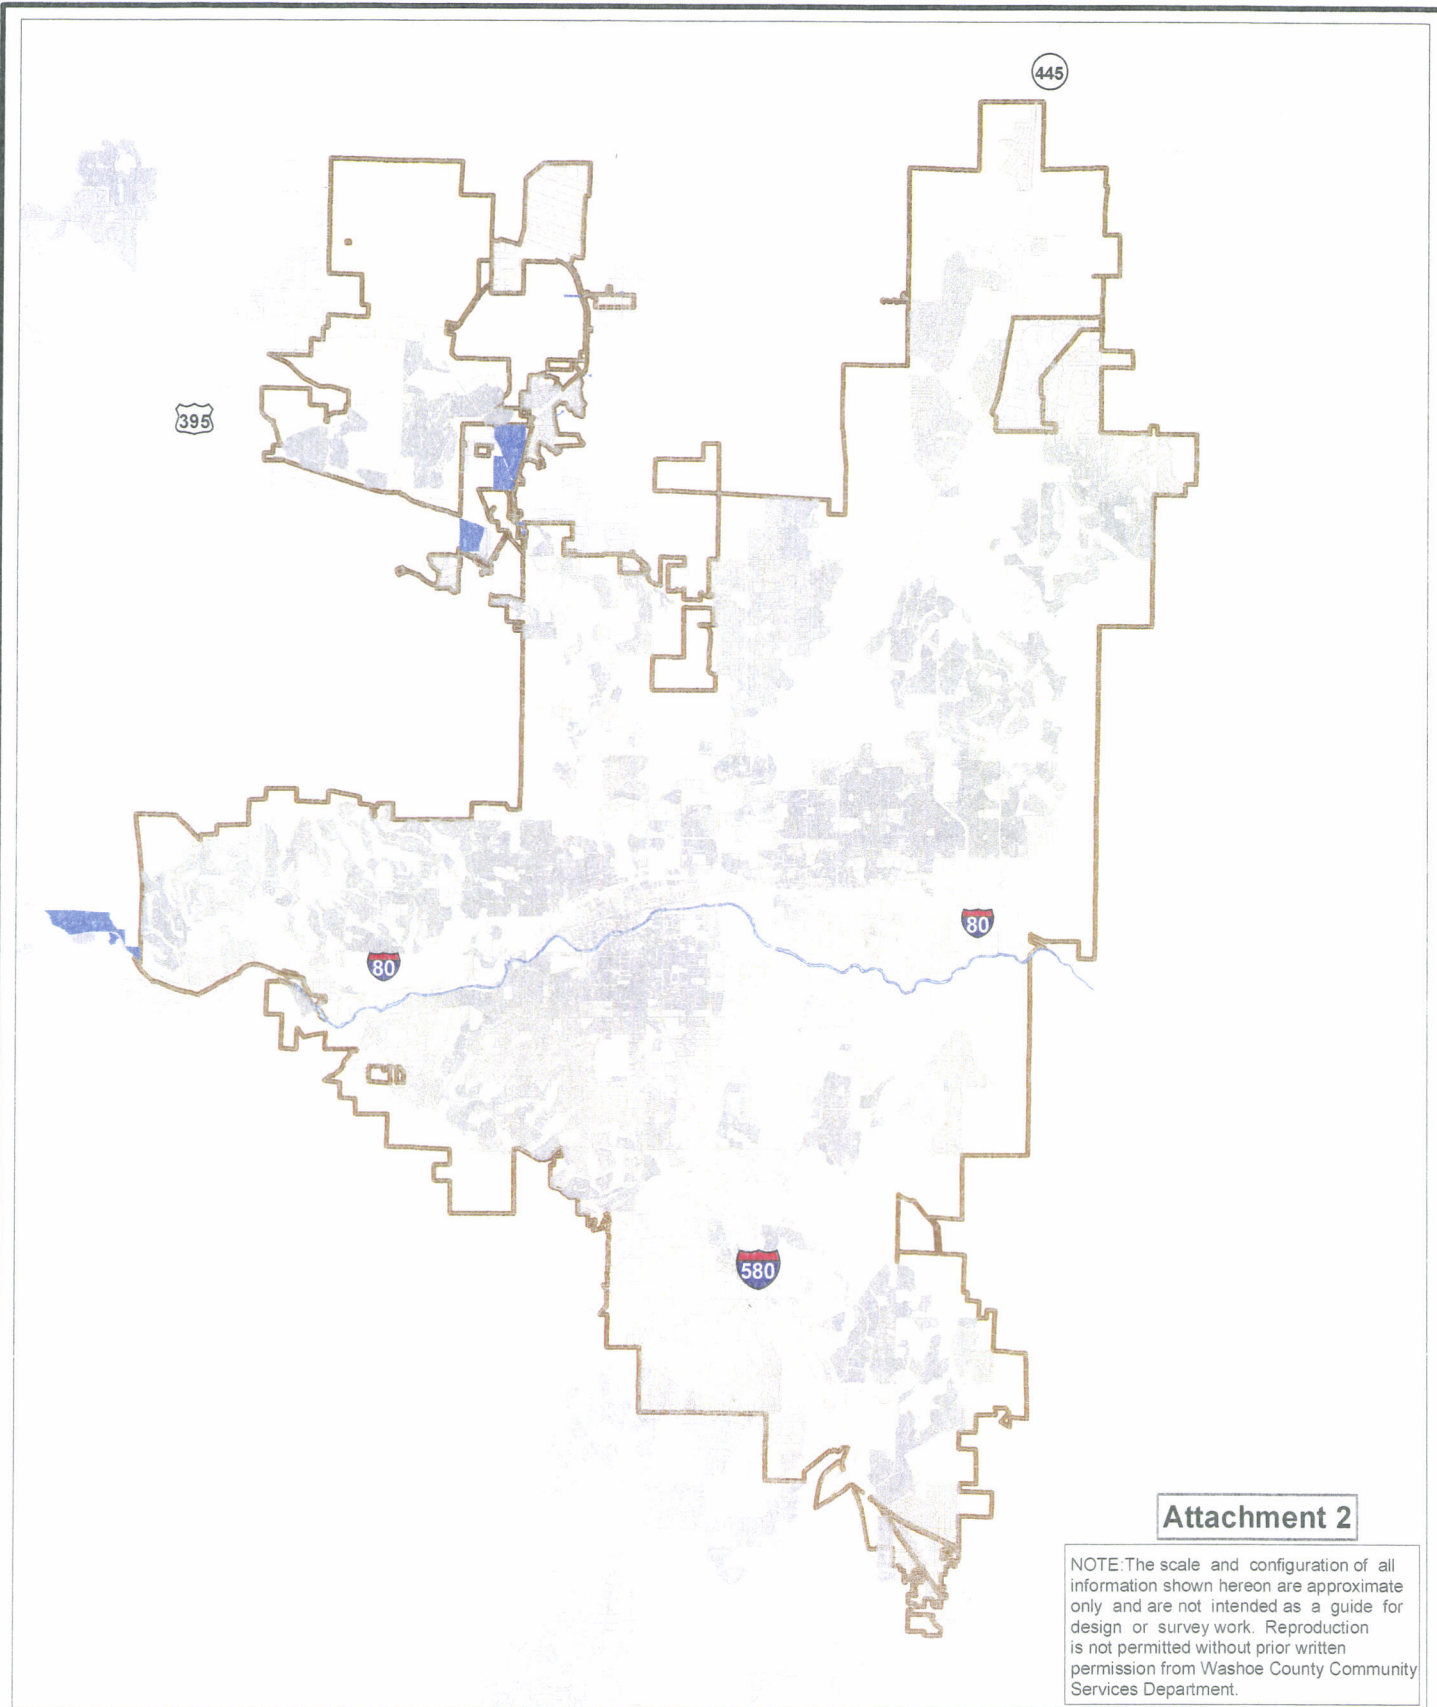 445
395
80
80
580
Attachment 2
NOTE:The scale and configuration of all
information shown hereon are approximate
only and are not intended as a guide for
design or survey work. Reproduction
is not permitted without prior written
permission from Washoe County Community
Services Department.